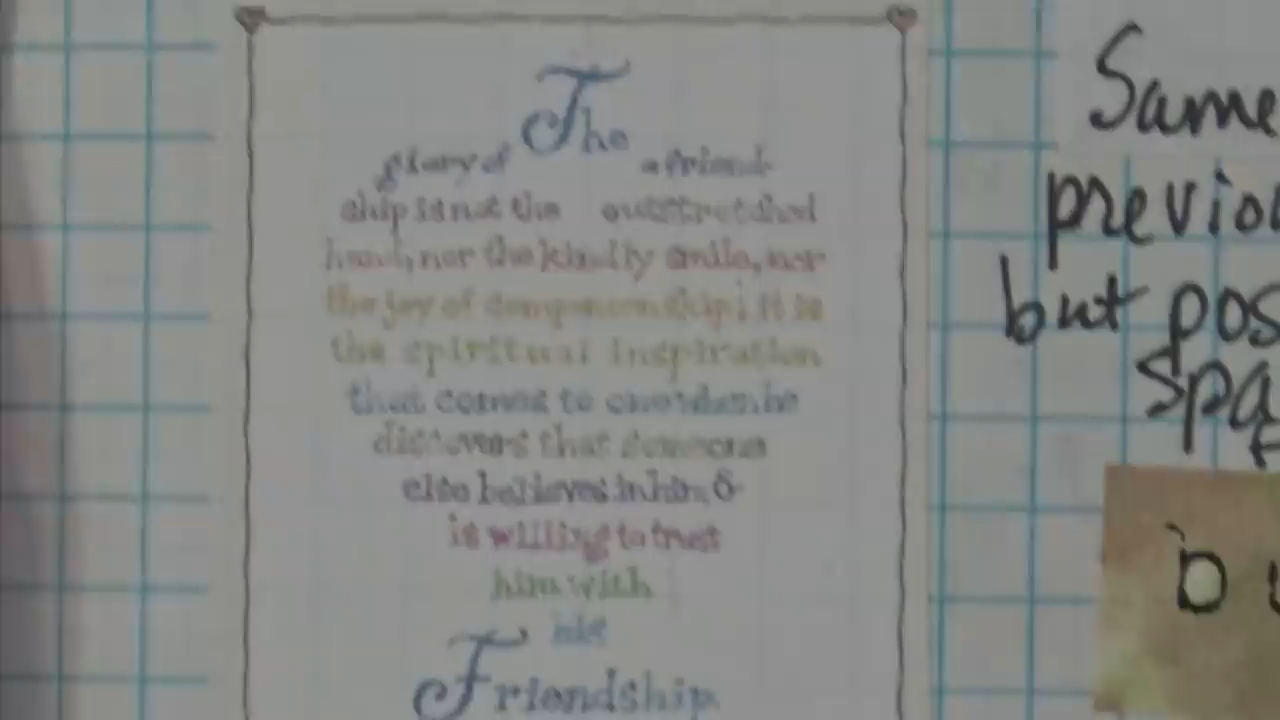 The
glory of a friend-
ship is not the outstretched
hand, nor the kindly smile, nor
the joy of companionship; it is
the spiritual inspiration
that comes to one when he
discovers that someone
else believes in him &
is willing to trust
him with
his
Friendship.
Same
previou
but pos
spa
D